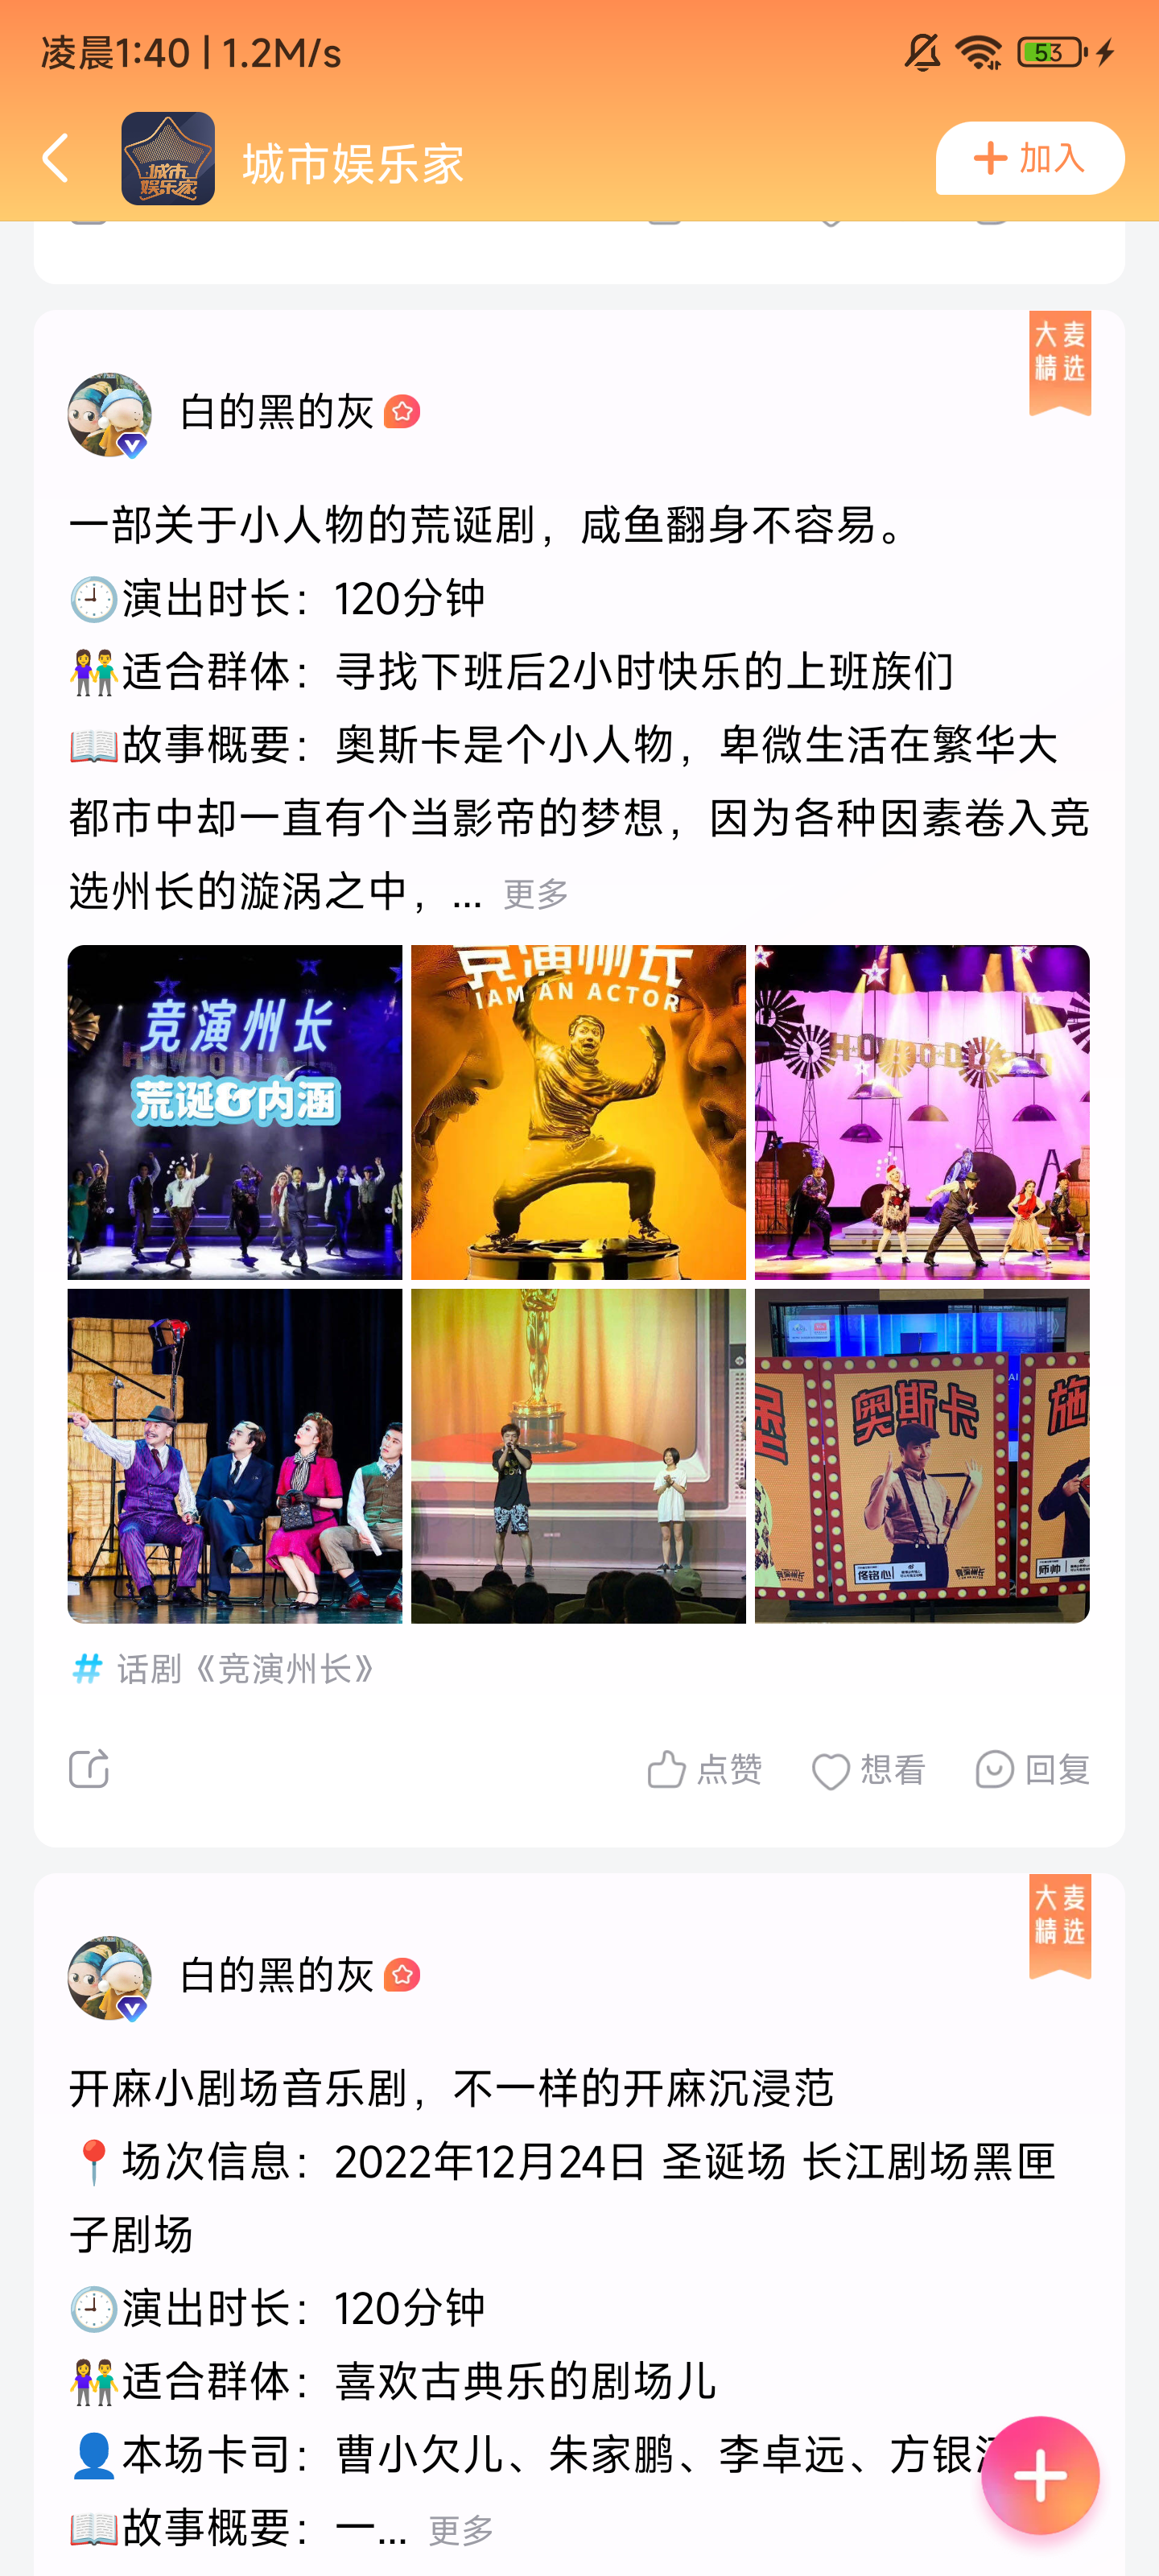 凌晨1:40 | 1.2M/s
53
城市娱乐家
城市
娱乐家
加入
大麦
精选
白的黑的灰
一部关于小人物的荒诞剧，咸鱼翻身不容易。
🕘演出时长：120分钟
👫适合群体：寻找下班后2小时快乐的上班族们
📖故事概要：奥斯卡是个小人物，卑微生活在繁华大
都市中却一直有个当影帝的梦想，因为各种因素卷入竞
选州长的漩涡之中，... 更多
竞演州长
荒诞&内涵
竞演州长
I AM AN ACTOR
奥斯卡
施
佟铭心
师帅
# 话剧《竞演州长》
点赞
想看
回复
大麦
精选
白的黑的灰
开麻小剧场音乐剧，不一样的开麻沉浸范
📍场次信息：2022年12月24日 圣诞场 长江剧场黑匣
子剧场
🕘演出时长：120分钟
👫适合群体：喜欢古典乐的剧场儿
👤本场卡司：曹小欠儿、朱家鹏、李卓远、方银
📖故事概要：一... 更多